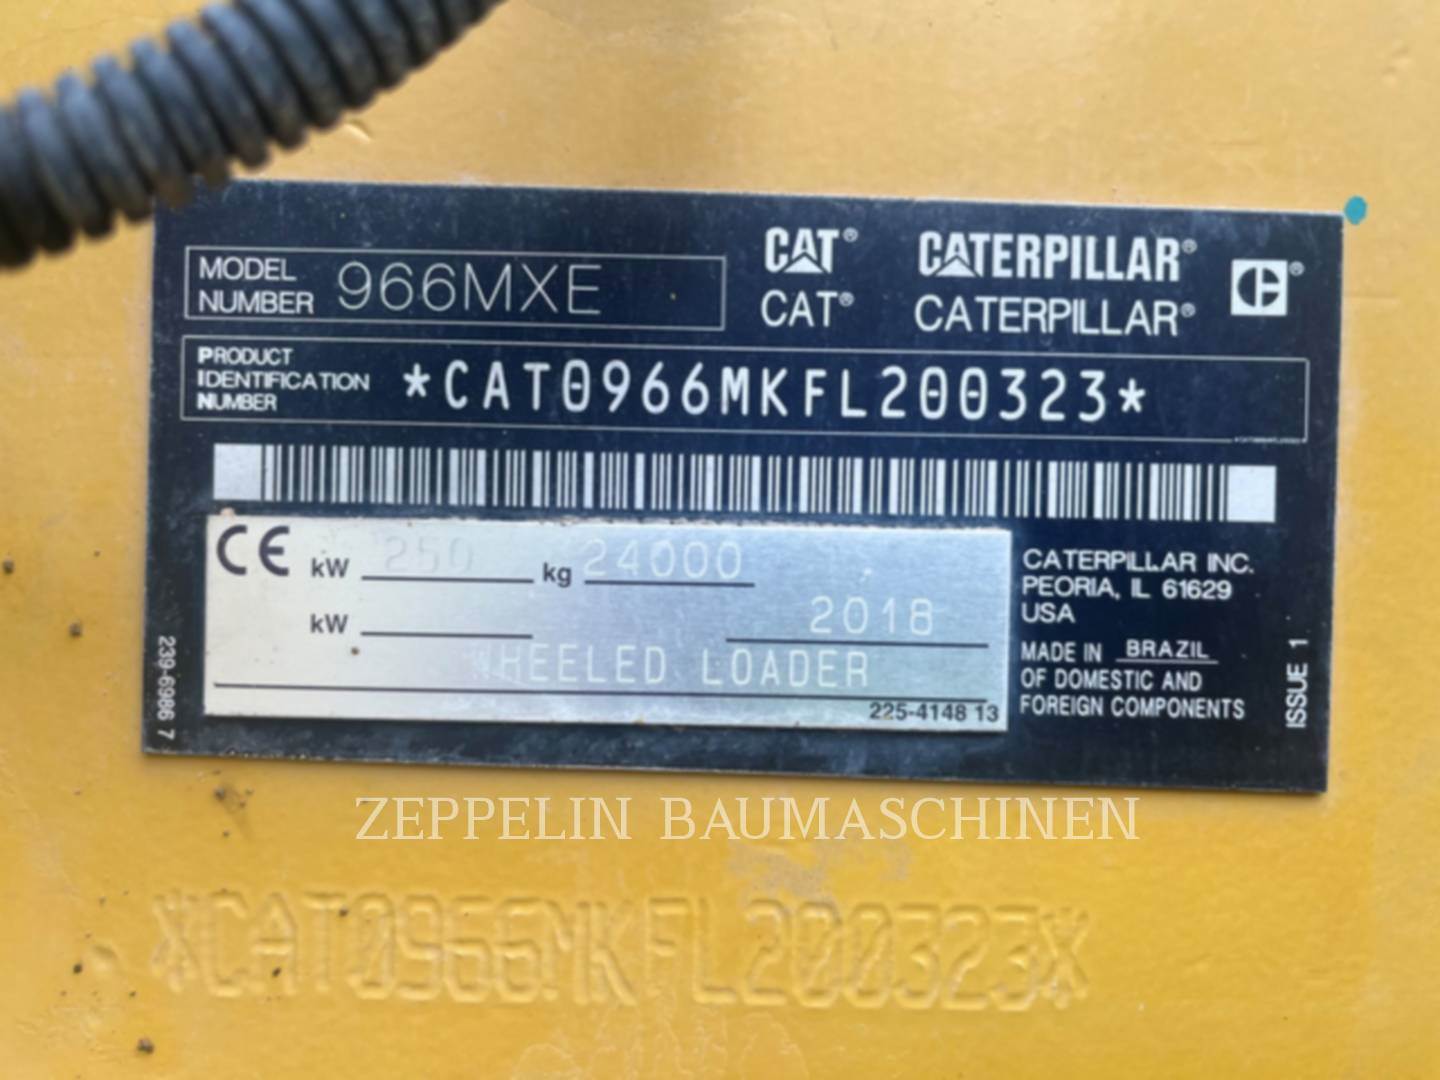 MODEL NUMBER 966MXE
CAT® CATERPILLAR®
CAT® CATERPILLAR®
PRODUCT IDENTIFICATION NUMBER *CAT0966MKFL200323*
CE kW 250 kg 24000
kW 2018
WHEELED LOADER
225-4148 13
CATERPILLAR INC.
PEORIA, IL 61629
USA
MADE IN BRAZIL
OF DOMESTIC AND
FOREIGN COMPONENTS
239-6986 7
ISSUE 1
ZEPPELIN BAUMASCHINEN
*CAT0966MKFL200323*